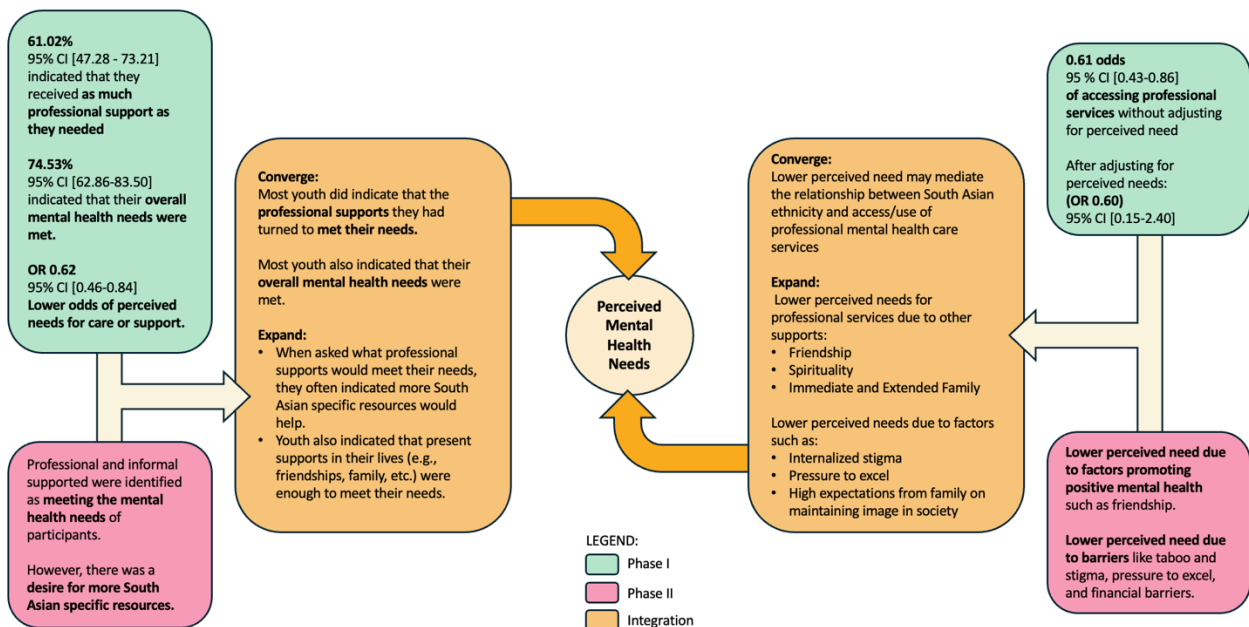 61.02%
95% CI [47.28 - 73.21]
indicated that they
received as much
professional support as
they needed
74.53%
95% CI [62.86-83.50]
indicated that their overall
mental health needs were
met.
OR 0.62
95% CI [0.46-0.84]
Lower odds of perceived
needs for care or support.
Professional and informal
supported were identified
as meeting the mental
health needs of
participants.
However, there was a
desire for more South
Asian specific resources.
Converge:
Most youth did indicate that the
professional supports they had
turned to met their needs.
Most youth also indicated that their
overall mental health needs were
met.
Expand:
• When asked what professional
supports would meet their needs,
they often indicated more South
Asian specific resources would
help.
• Youth also indicated that present
supports in their lives (e.g.,
friendships, family, etc.) were
enough to meet their needs.
Perceived
Mental
Health
Needs
LEGEND:
Phase I
Phase II
Integration
Converge:
Lower perceived need may mediate
the relationship between South Asian
ethnicity and access/use of
professional mental health care
services
Expand:
Lower perceived needs for
professional services due to other
supports:
• Friendship
• Spirituality
• Immediate and Extended Family
Lower perceived needs due to factors
such as:
• Internalized stigma
• Pressure to excel
• High expectations from family on
maintaining image in society
0.61 odds
95 % CI [0.43-0.86]
of accessing professional
services without adjusting
for perceived need
After adjusting for
perceived needs:
(OR 0.60)
95% CI [0.15-2.40]
Lower perceived need due
to factors promoting
positive mental health
such as friendship.
Lower perceived need due
to barriers like taboo and
stigma, pressure to excel,
and financial barriers.